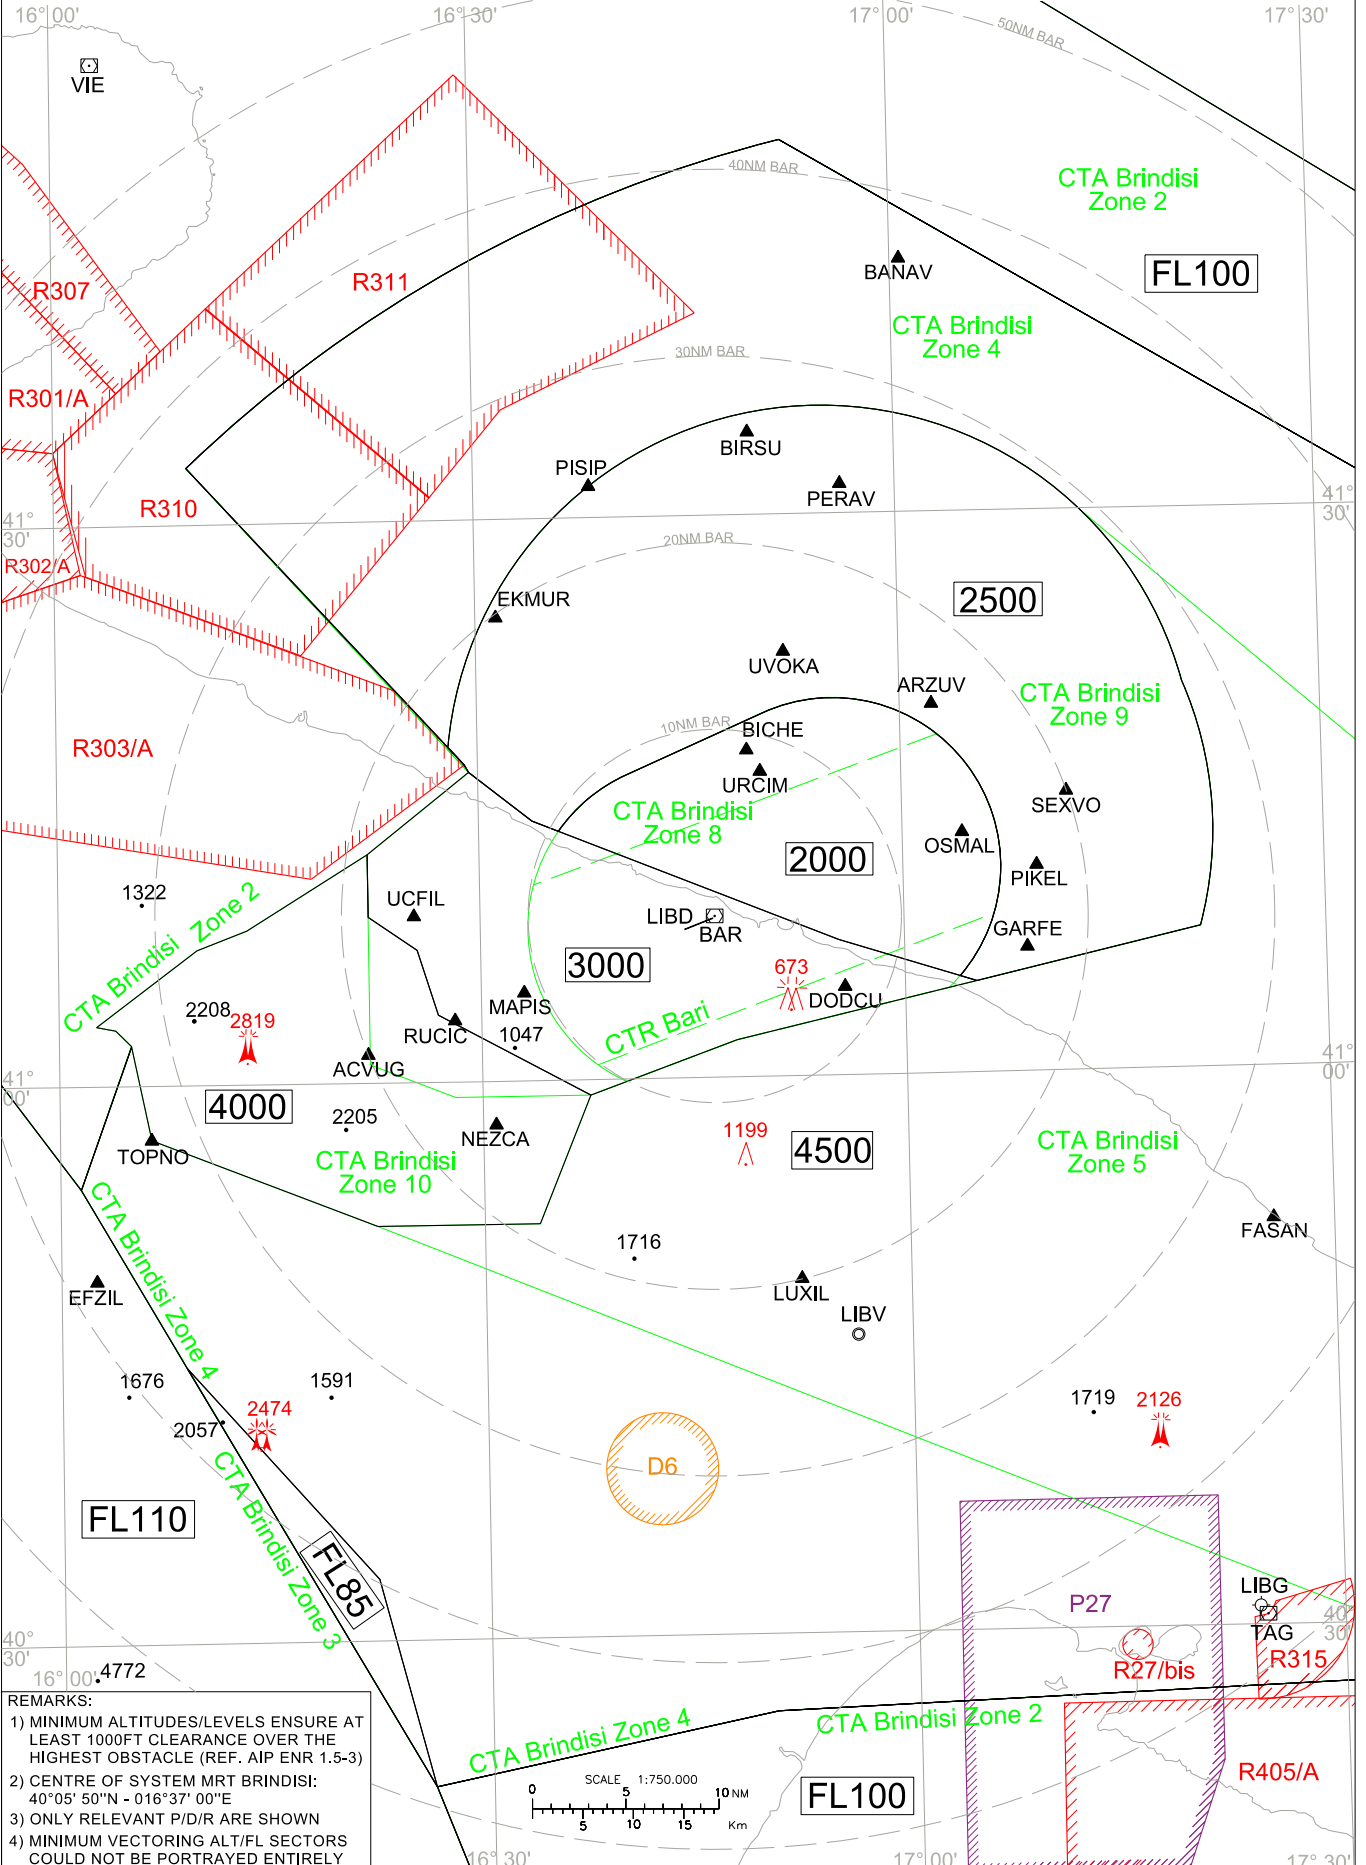 16°00'
16°30'
17°00'
17°30'
50NM BAR
VIE
40NM BAR
CTA Brindisi
Zone 2
BANAV
FL100
R311
R307
CTA Brindisi
Zone 4
30NM BAR
R301/A
BIRSU
PISIP
PERAV
R310
41°
30'
41°
30'
20NM BAR
R302/A
EKMUR
2500
UVOKA
ARZUV
CTA Brindisi
Zone 9
10NM BAR
BICHE
R303/A
URCIM
SEXVO
CTA Brindisi
Zone 8
OSMAL
2000
PIKEL
1322
UCFIL
CTA Brindisi Zone 2
LIBD
BAR
GARFE
3000
673
MAPIS
DODCU
2208
2819
RUCIC
1047
CTR Bari
ACVUG
41°
00'
41°
00'
4000
2205
NEZCA
1199
4500
CTA Brindisi
Zone 5
TOPNO
CTA Brindisi
Zone 10
FASAN
1716
EFZIL
LUXIL
LIBV
CTA Brindisi Zone 4
1676
1591
1719
2126
2057
2474
D6
CTA Brindisi Zone 3
FL110
FL85
P27
LIBG
TAG
40°
30'
40°
30'
R27/bis
R315
16°00'
4772
CTA Brindisi Zone 4
CTA Brindisi Zone 2
R405/A
FL100
SCALE 1:750.000
0 5 10 NM
5 10 15 Km
REMARKS:
1) MINIMUM ALTITUDES/LEVELS ENSURE AT
LEAST 1000FT CLEARANCE OVER THE
HIGHEST OBSTACLE (REF. AIP ENR 1.5-3)
2) CENTRE OF SYSTEM MRT BRINDISI:
40°05' 50''N - 016°37' 00''E
3) ONLY RELEVANT P/D/R ARE SHOWN
4) MINIMUM VECTORING ALT/FL SECTORS
COULD NOT BE PORTRAYED ENTIRELY
16°30'
17°00'
17°30'